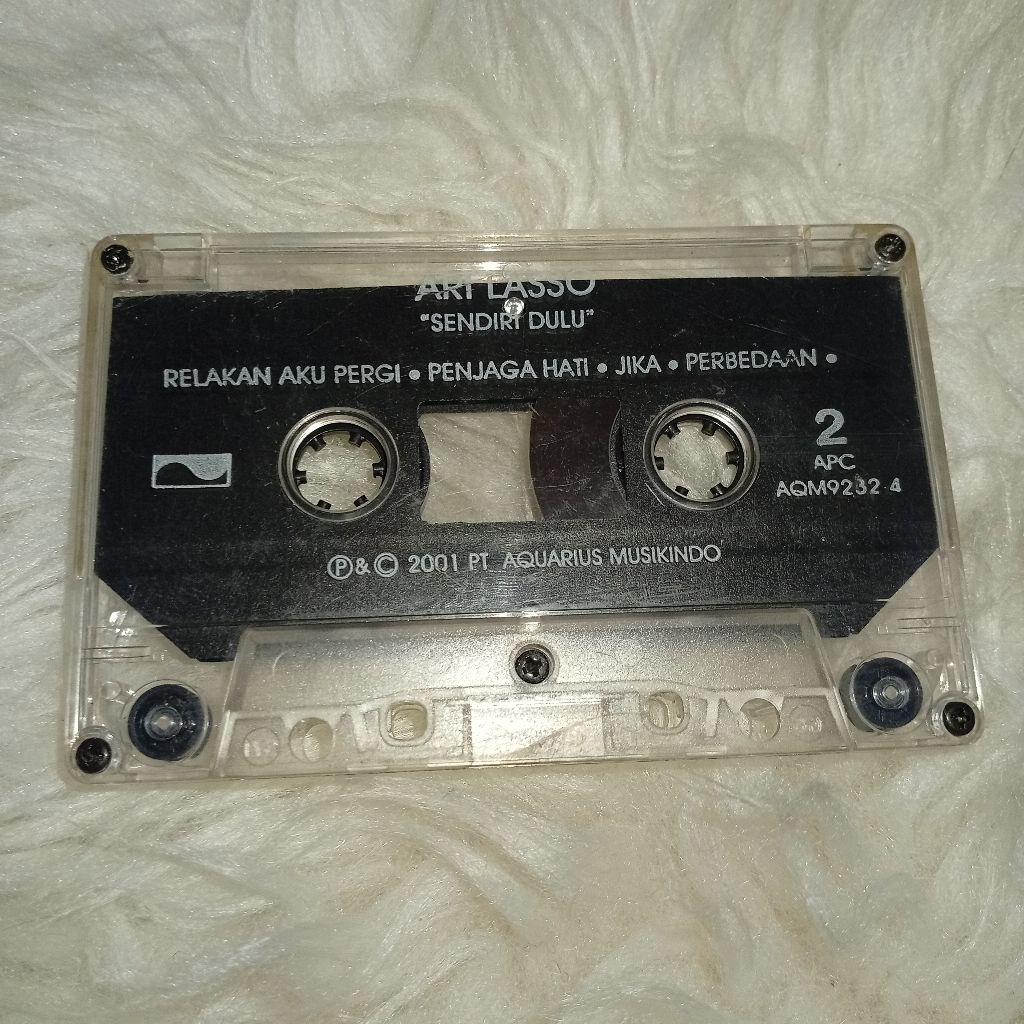 ARI LASSO
"SENDIRI DULU"
RELAKAN AKU PERGI • PENJAGA HATI • JIKA • PERBEDAAN •
2
APC
AQM9232-4
Ⓟ & © 2001 PT AQUARIUS MUSIKINDO